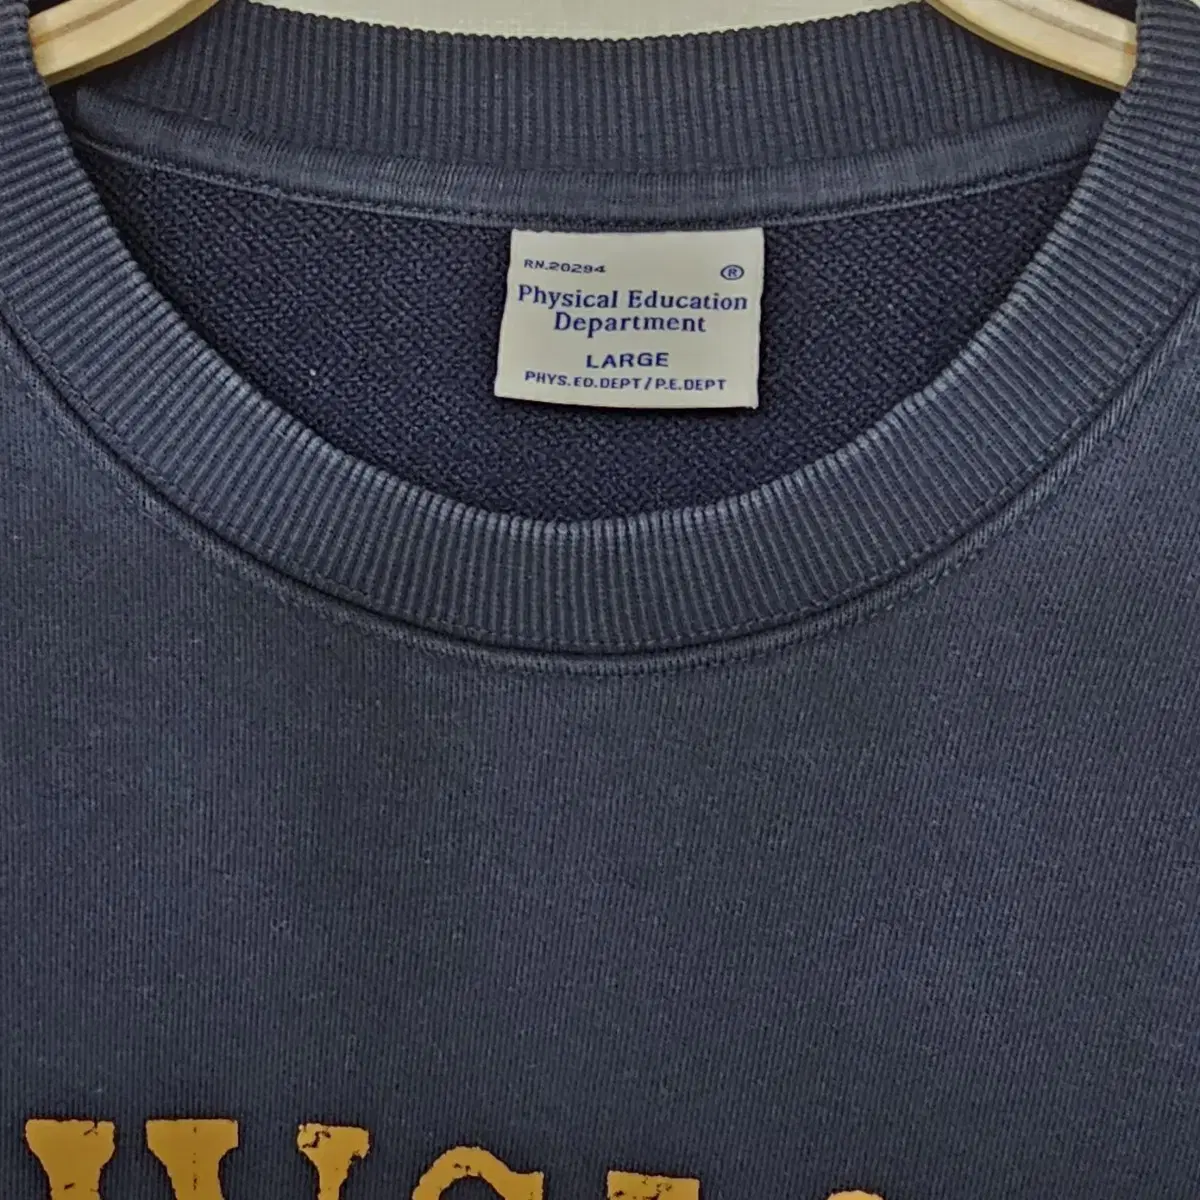 RN.20294 ®
Physical Education
Department
LARGE
PHYS.ED.DEPT/P.E.DEPT